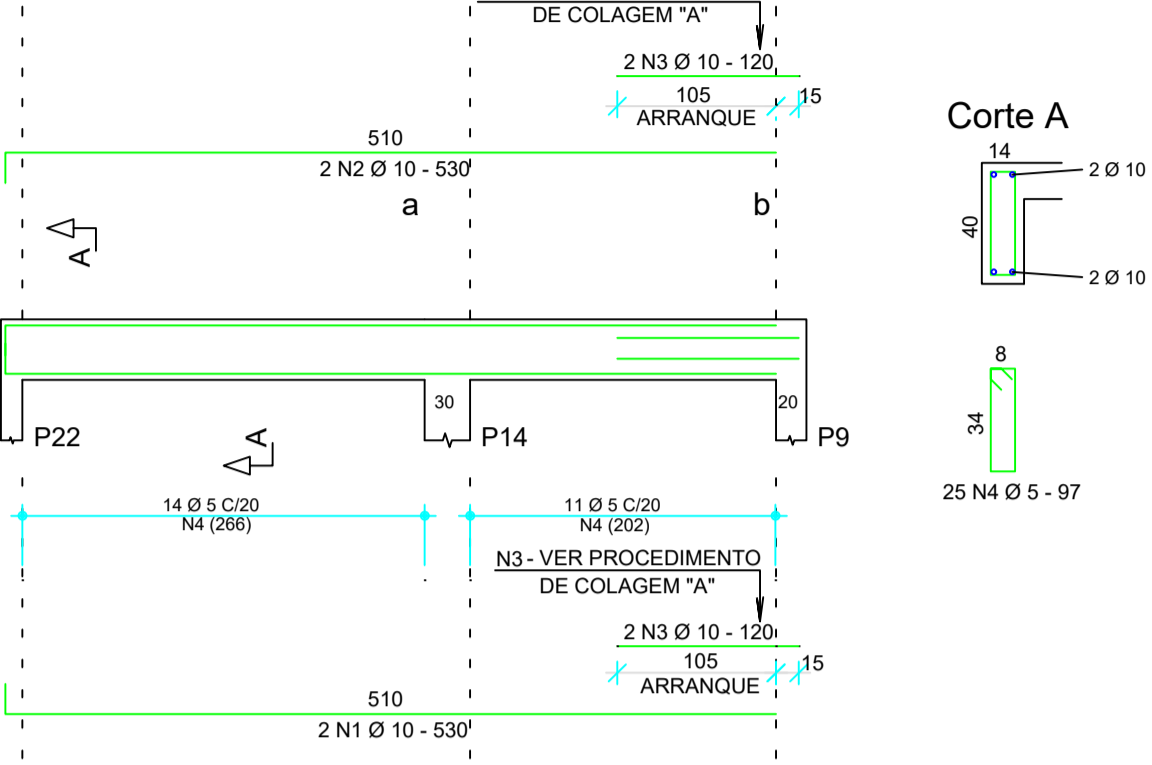 DE COLAGEM "A"
2 N3 Ø 10 - 120
105
15
ARRANQUE
510
2 N2 Ø 10 - 530
a
b
A
Corte A
14
2 Ø 10
40
2 Ø 10
30
20
P22
P14
P9
A
8
34
25 N4 Ø 5 - 97
14 Ø 5 C/20
N4 (266)
11 Ø 5 C/20
N4 (202)
N3 - VER PROCEDIMENTO
DE COLAGEM "A"
2 N3 Ø 10 - 120
105
15
ARRANQUE
510
2 N1 Ø 10 - 530